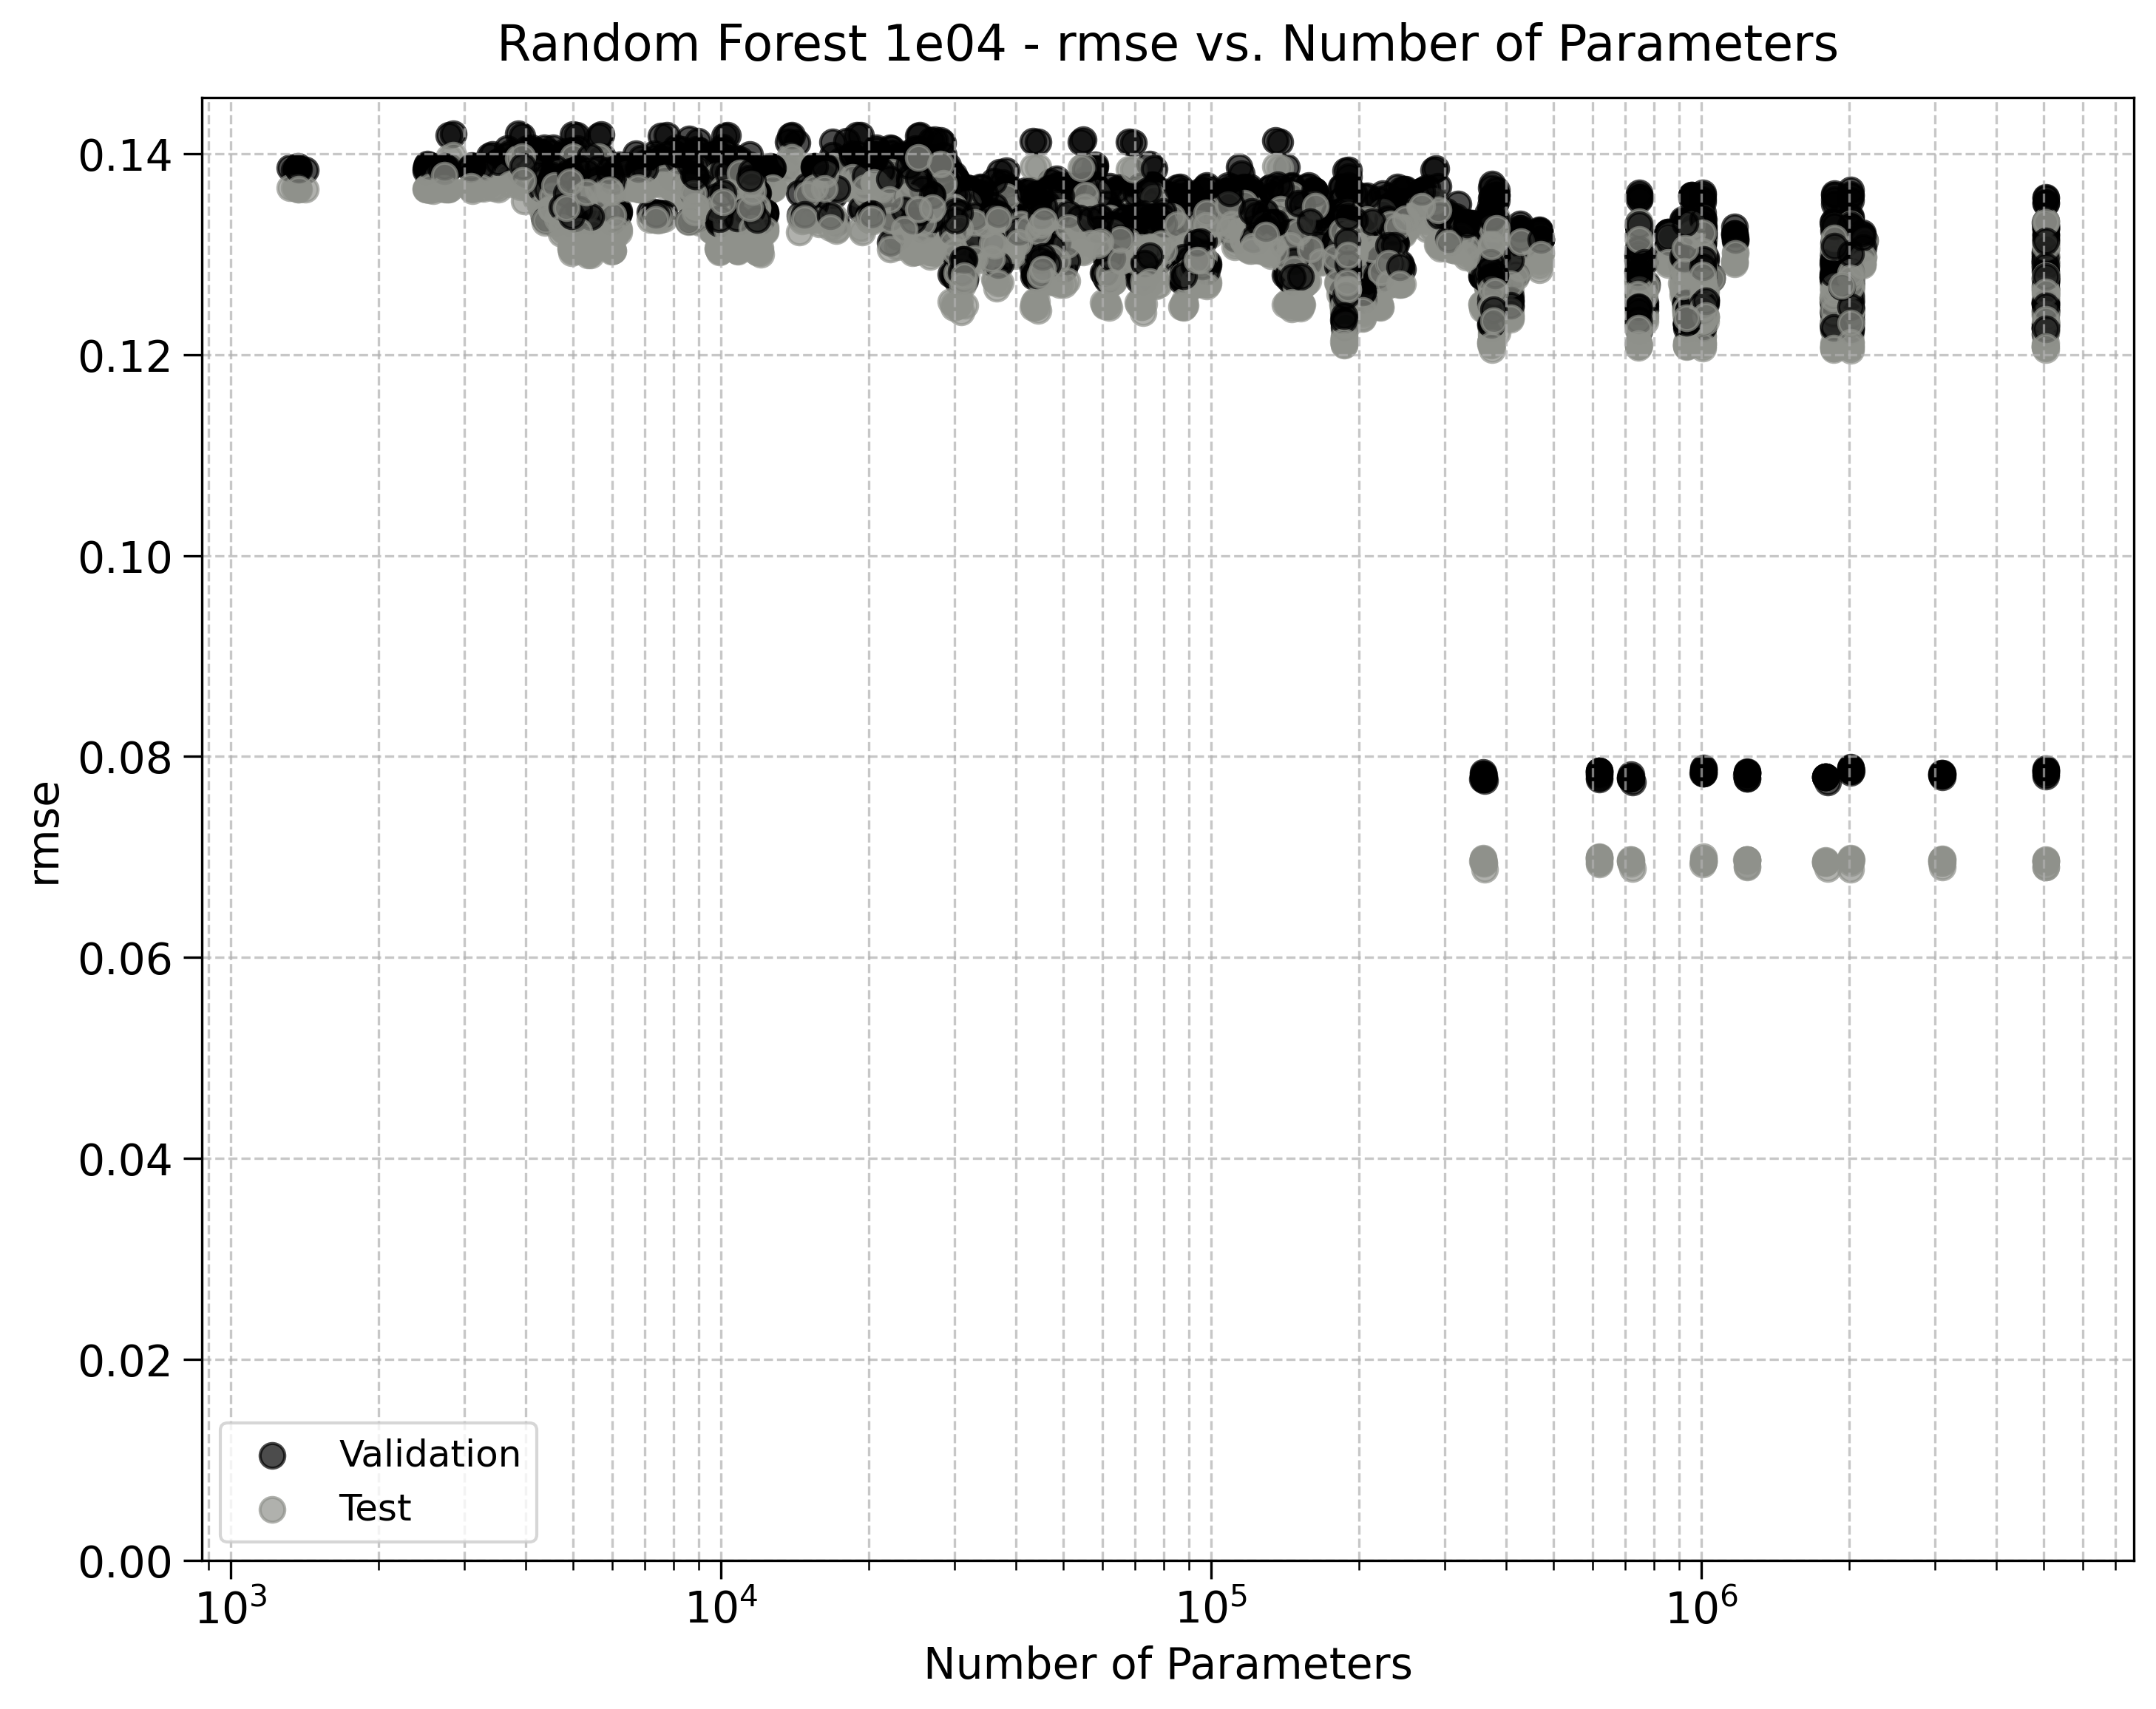 Random Forest 1e04 - rmse vs. Number of Parameters
0.14
0.12
0.10
0.08
0.06
0.04
0.02
0.00
rmse
Validation
Test
10³
10⁴
10⁵
10⁶
Number of Parameters